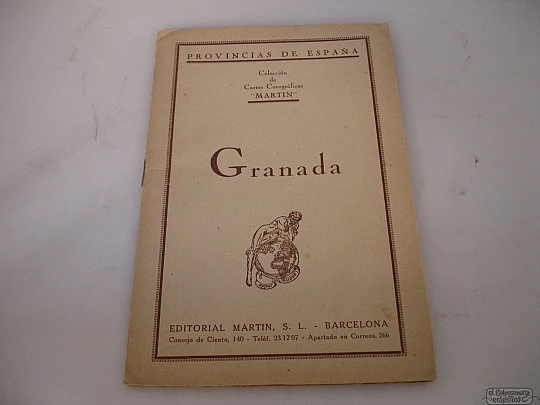 PROVINCIAS DE ESPAÑA
Colección
de
Cartas Corográficas
"MARTIN"
Granada
EDITORIAL MARTIN, S. L. - BARCELONA
Consejo de Ciento, 140 - Teléf. 23.12 07 - Apartado en Correos, 266